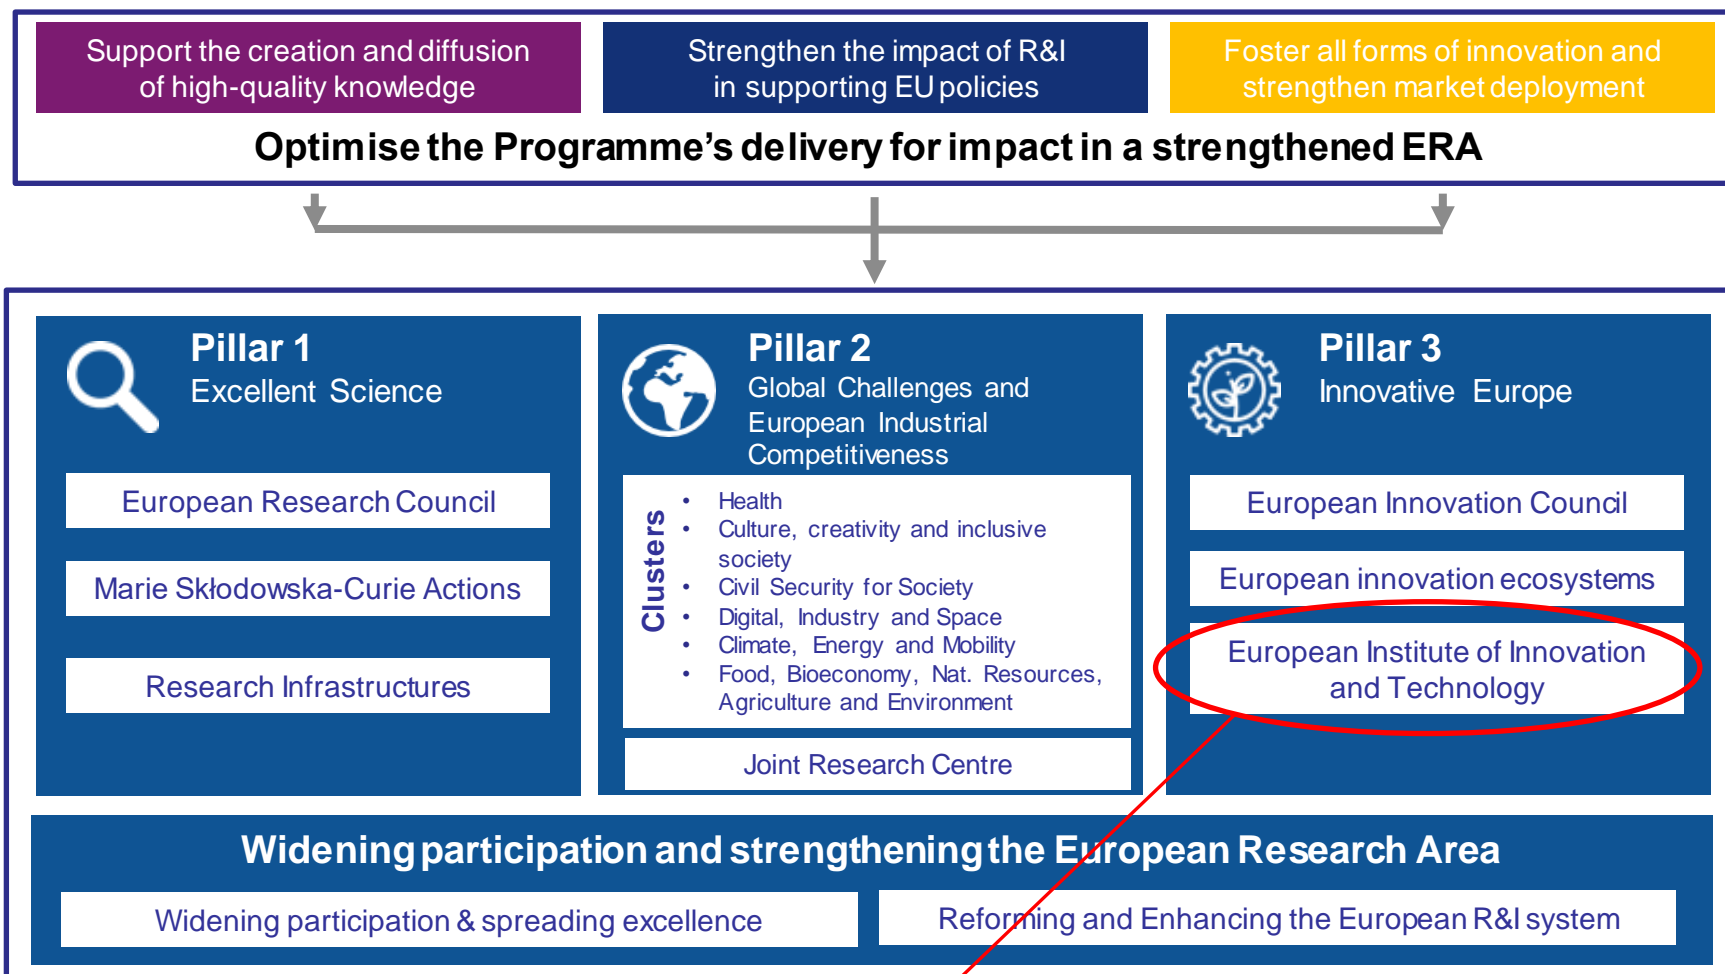 Support the creation and diffusion
of high-quality knowledge
Strengthen the impact of R&I
in supporting EU policies
Foster all forms of innovation and
strengthen market deployment
Optimise the Programme's delivery for impact in a strengthened ERA
Pillar 1
Excellent Science
European Research Council
Marie Skłodowska-Curie Actions
Research Infrastructures
Pillar 2
Global Challenges and
European Industrial
Competitiveness
Clusters
• Health
• Culture, creativity and inclusive
society
• Civil Security for Society
• Digital, Industry and Space
• Climate, Energy and Mobility
• Food, Bioeconomy, Nat. Resources,
Agriculture and Environment
Joint Research Centre
Pillar 3
Innovative Europe
European Innovation Council
European innovation ecosystems
European Institute of Innovation
and Technology
Widening participation and strengthening the European Research Area
Widening participation & spreading excellence
Reforming and Enhancing the European R&I system